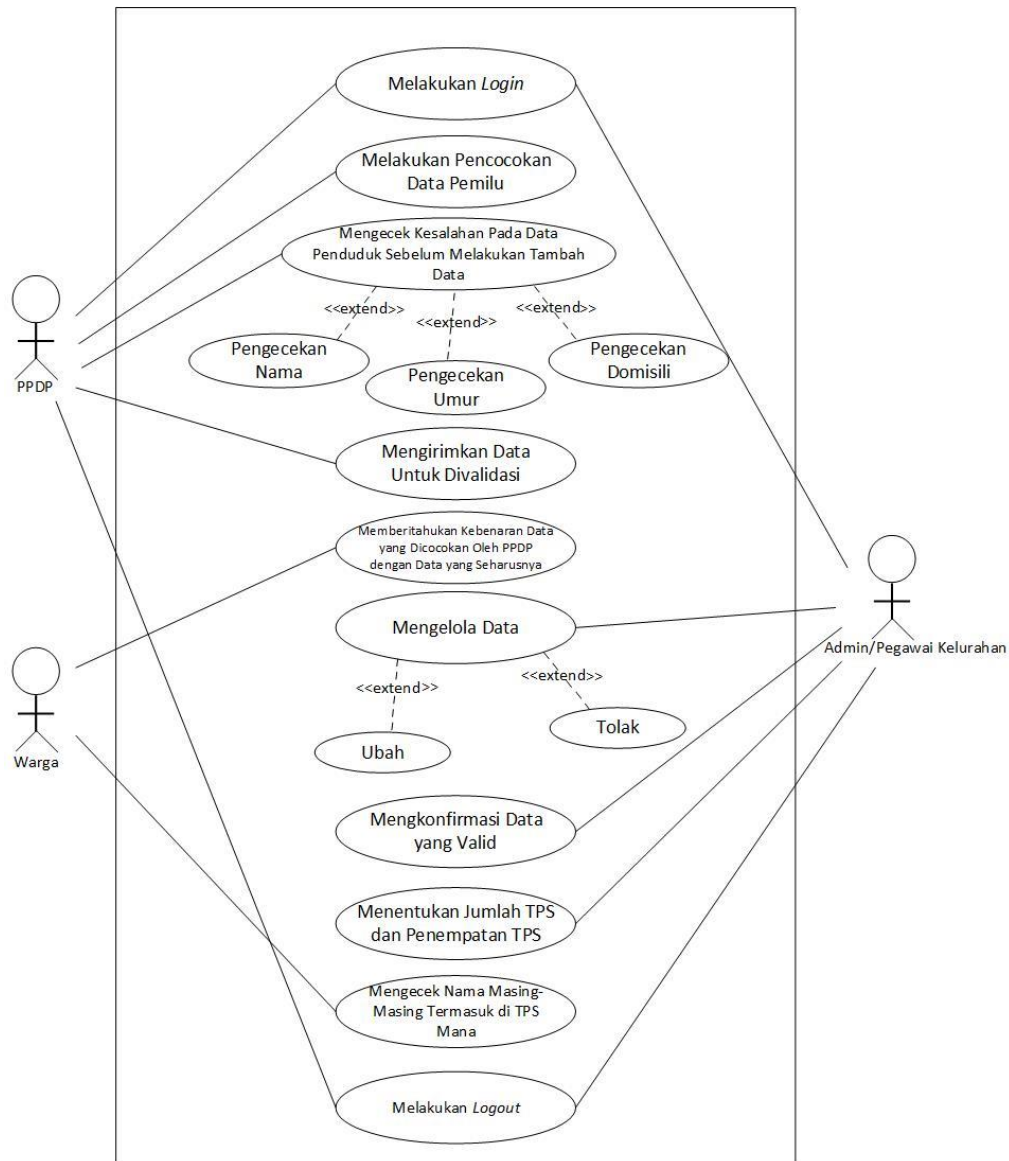 Melakukan Login
Melakukan Pencocokan
Data Pemilu
Mengecek Kesalahan Pada Data
Penduduk Sebelum Melakukan Tambah
Data
<<extend>>
<<extend>>
<<extend>>
Pengecekan
Nama
Pengecekan
Umur
Pengecekan
Domisili
PPDP
Mengirimkan Data
Untuk Divalidasi
Memberitahukan Kebenaran Data
yang Dicocokan Oleh PPDP
dengan Data yang Seharusnya
Mengelola Data
Admin/Pegawai Kelurahan
<<extend>>
<<extend>>
Ubah
Tolak
Warga
Mengkonfirmasi Data
yang Valid
Menentukan Jumlah TPS
dan Penempatan TPS
Mengecek Nama Masing-
Masing Termasuk di TPS
Mana
Melakukan Logout